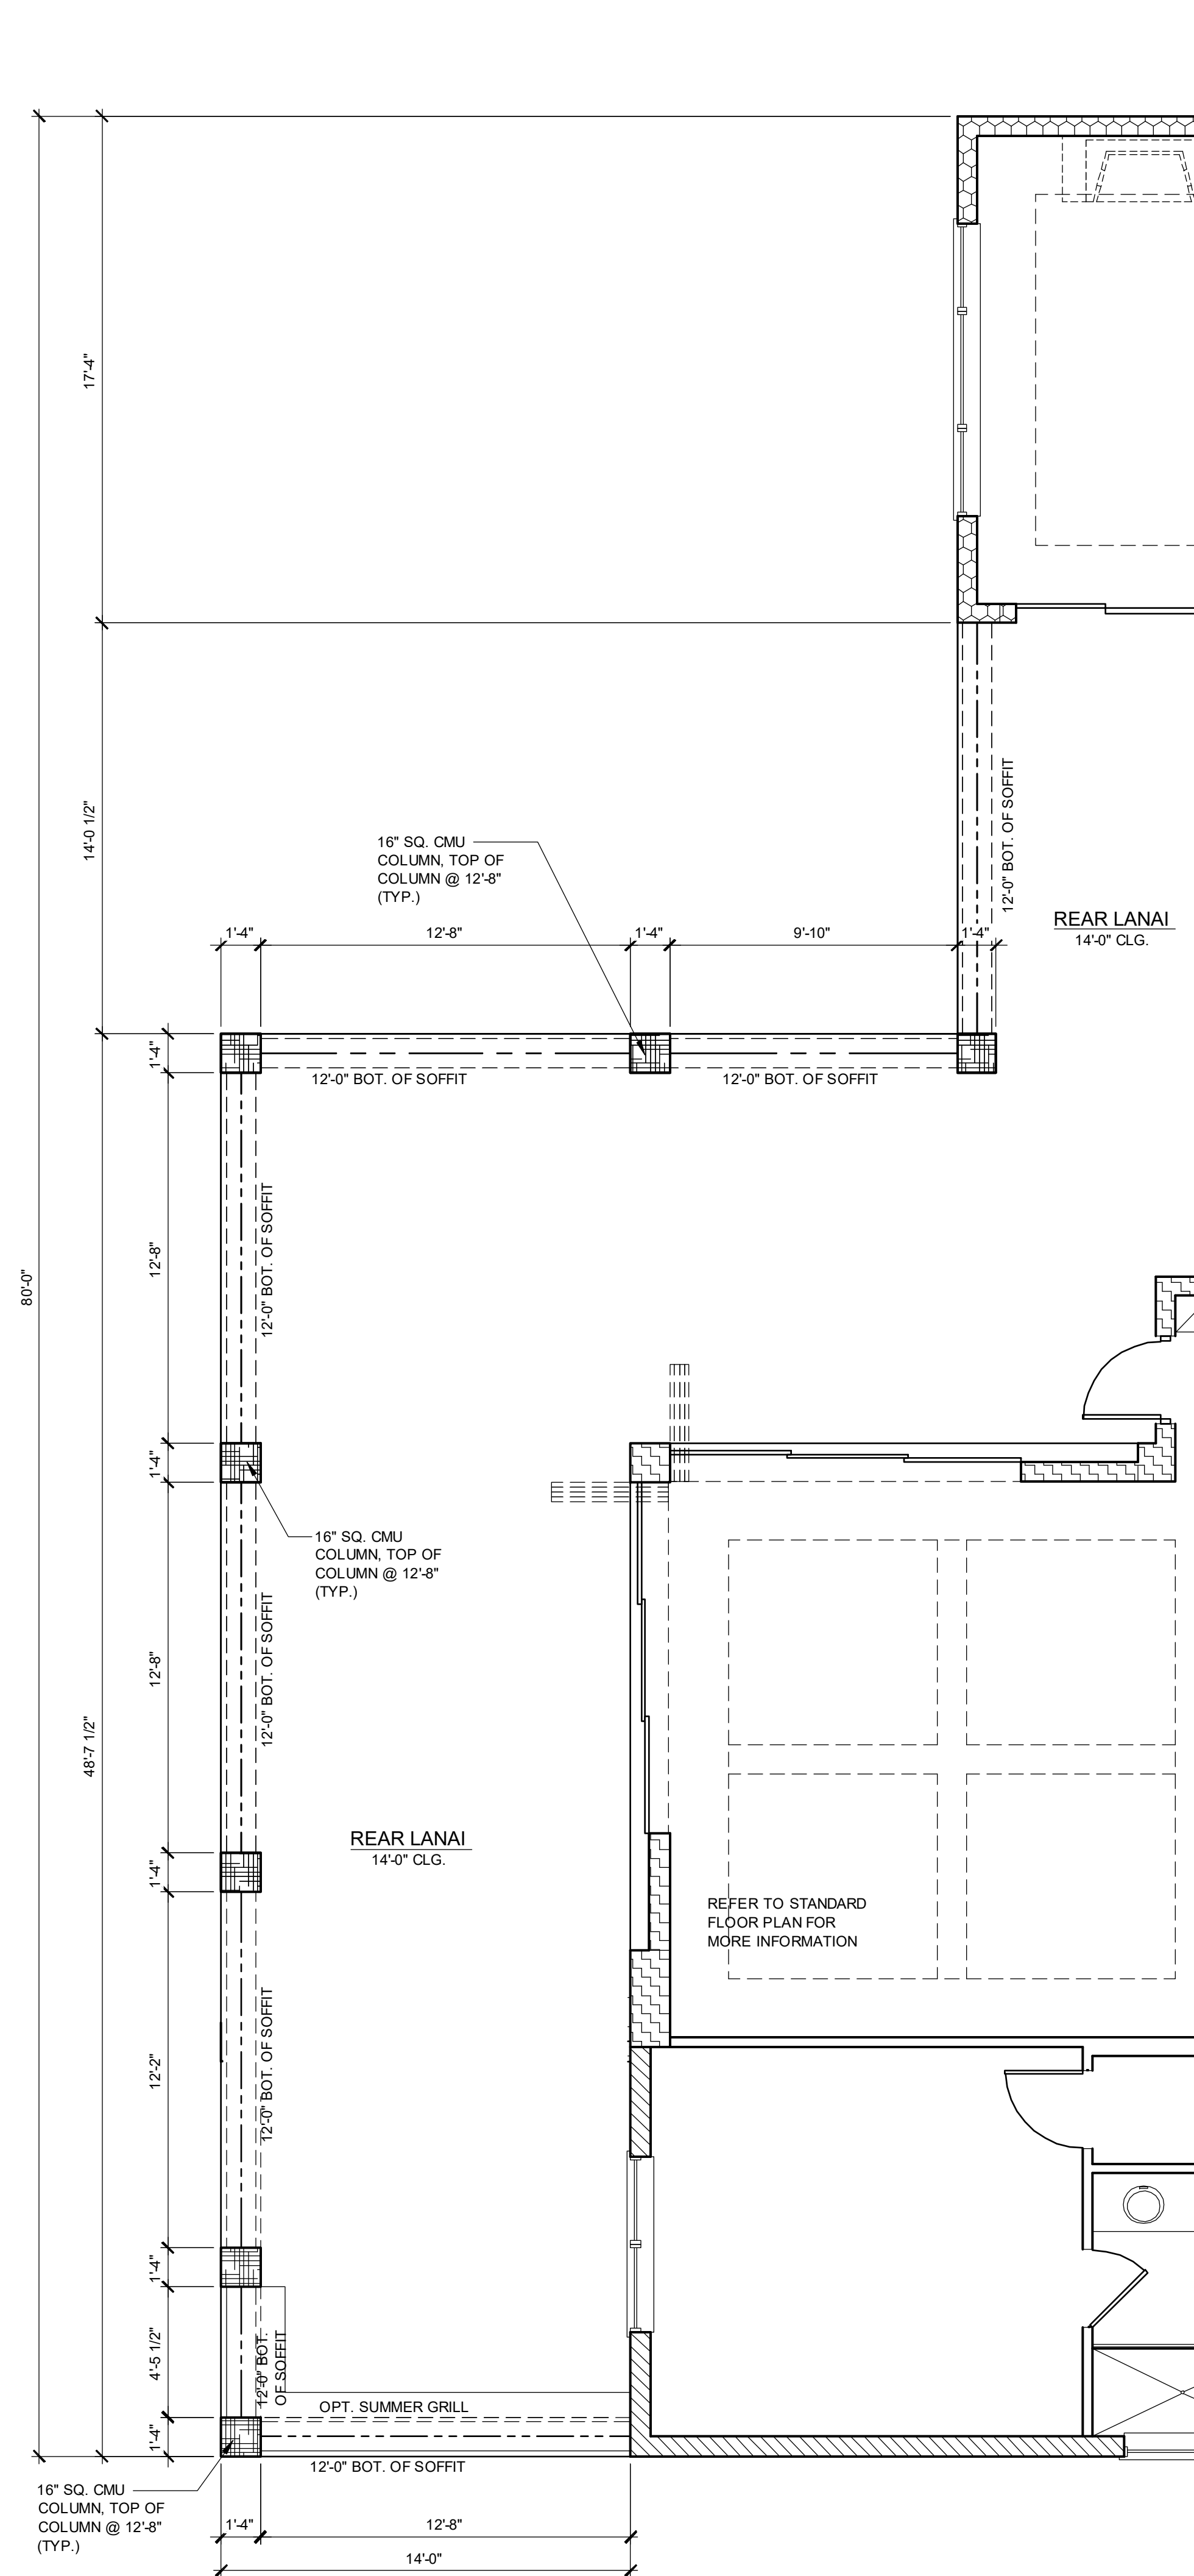 17'-4"
14'-0 1/2"
80'-0"
48'-7 1/2"
16" SQ. CMU
COLUMN, TOP OF
COLUMN @ 12'-8"
(TYP.)
12'-0" BOT. OF SOFFIT
REAR LANAI
14'-0" CLG.
1'-4"
12'-8"
1'-4"
9'-10"
1'-4"
12'-0" BOT. OF SOFFIT
12'-0" BOT. OF SOFFIT
1'-4"
12'-8"
12'-0" BOT. OF SOFFIT
1'-4"
16" SQ. CMU
COLUMN, TOP OF
COLUMN @ 12'-8"
(TYP.)
12'-8"
12'-0" BOT. OF SOFFIT
REAR LANAI
14'-0" CLG.
1'-4"
REFER TO STANDARD
FLOOR PLAN FOR
MORE INFORMATION
12'-2"
12'-0" BOT. OF SOFFIT
1'-4"
4'-5 1/2"
12'-0" BOT.
OF SOFFIT
OPT. SUMMER GRILL
1'-4"
12'-0" BOT. OF SOFFIT
16" SQ. CMU
COLUMN, TOP OF
COLUMN @ 12'-8"
(TYP.)
1'-4"
12'-8"
14'-0"